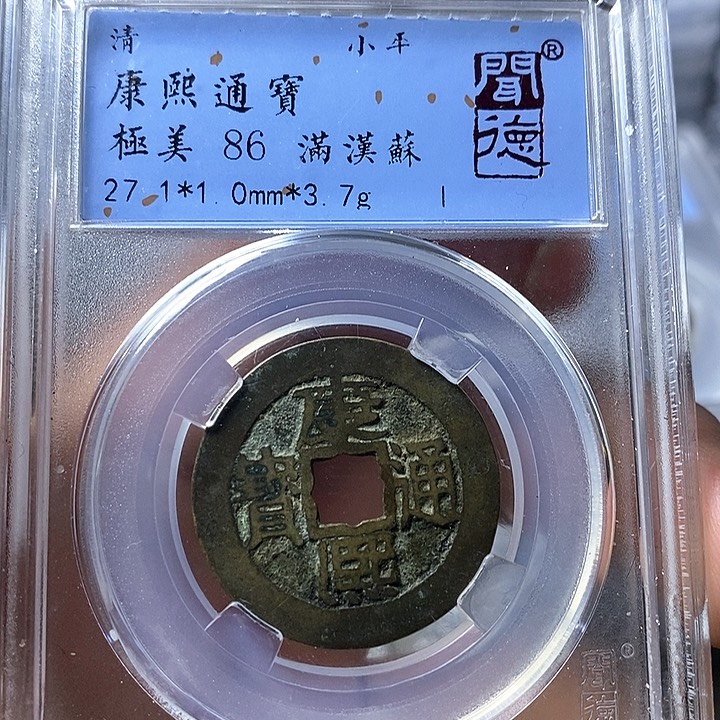 清 小平
康熙通寶
極美 86 滿漢蘇
27.1*1.0mm*3.7g
聞德®
康
寶 通
熙